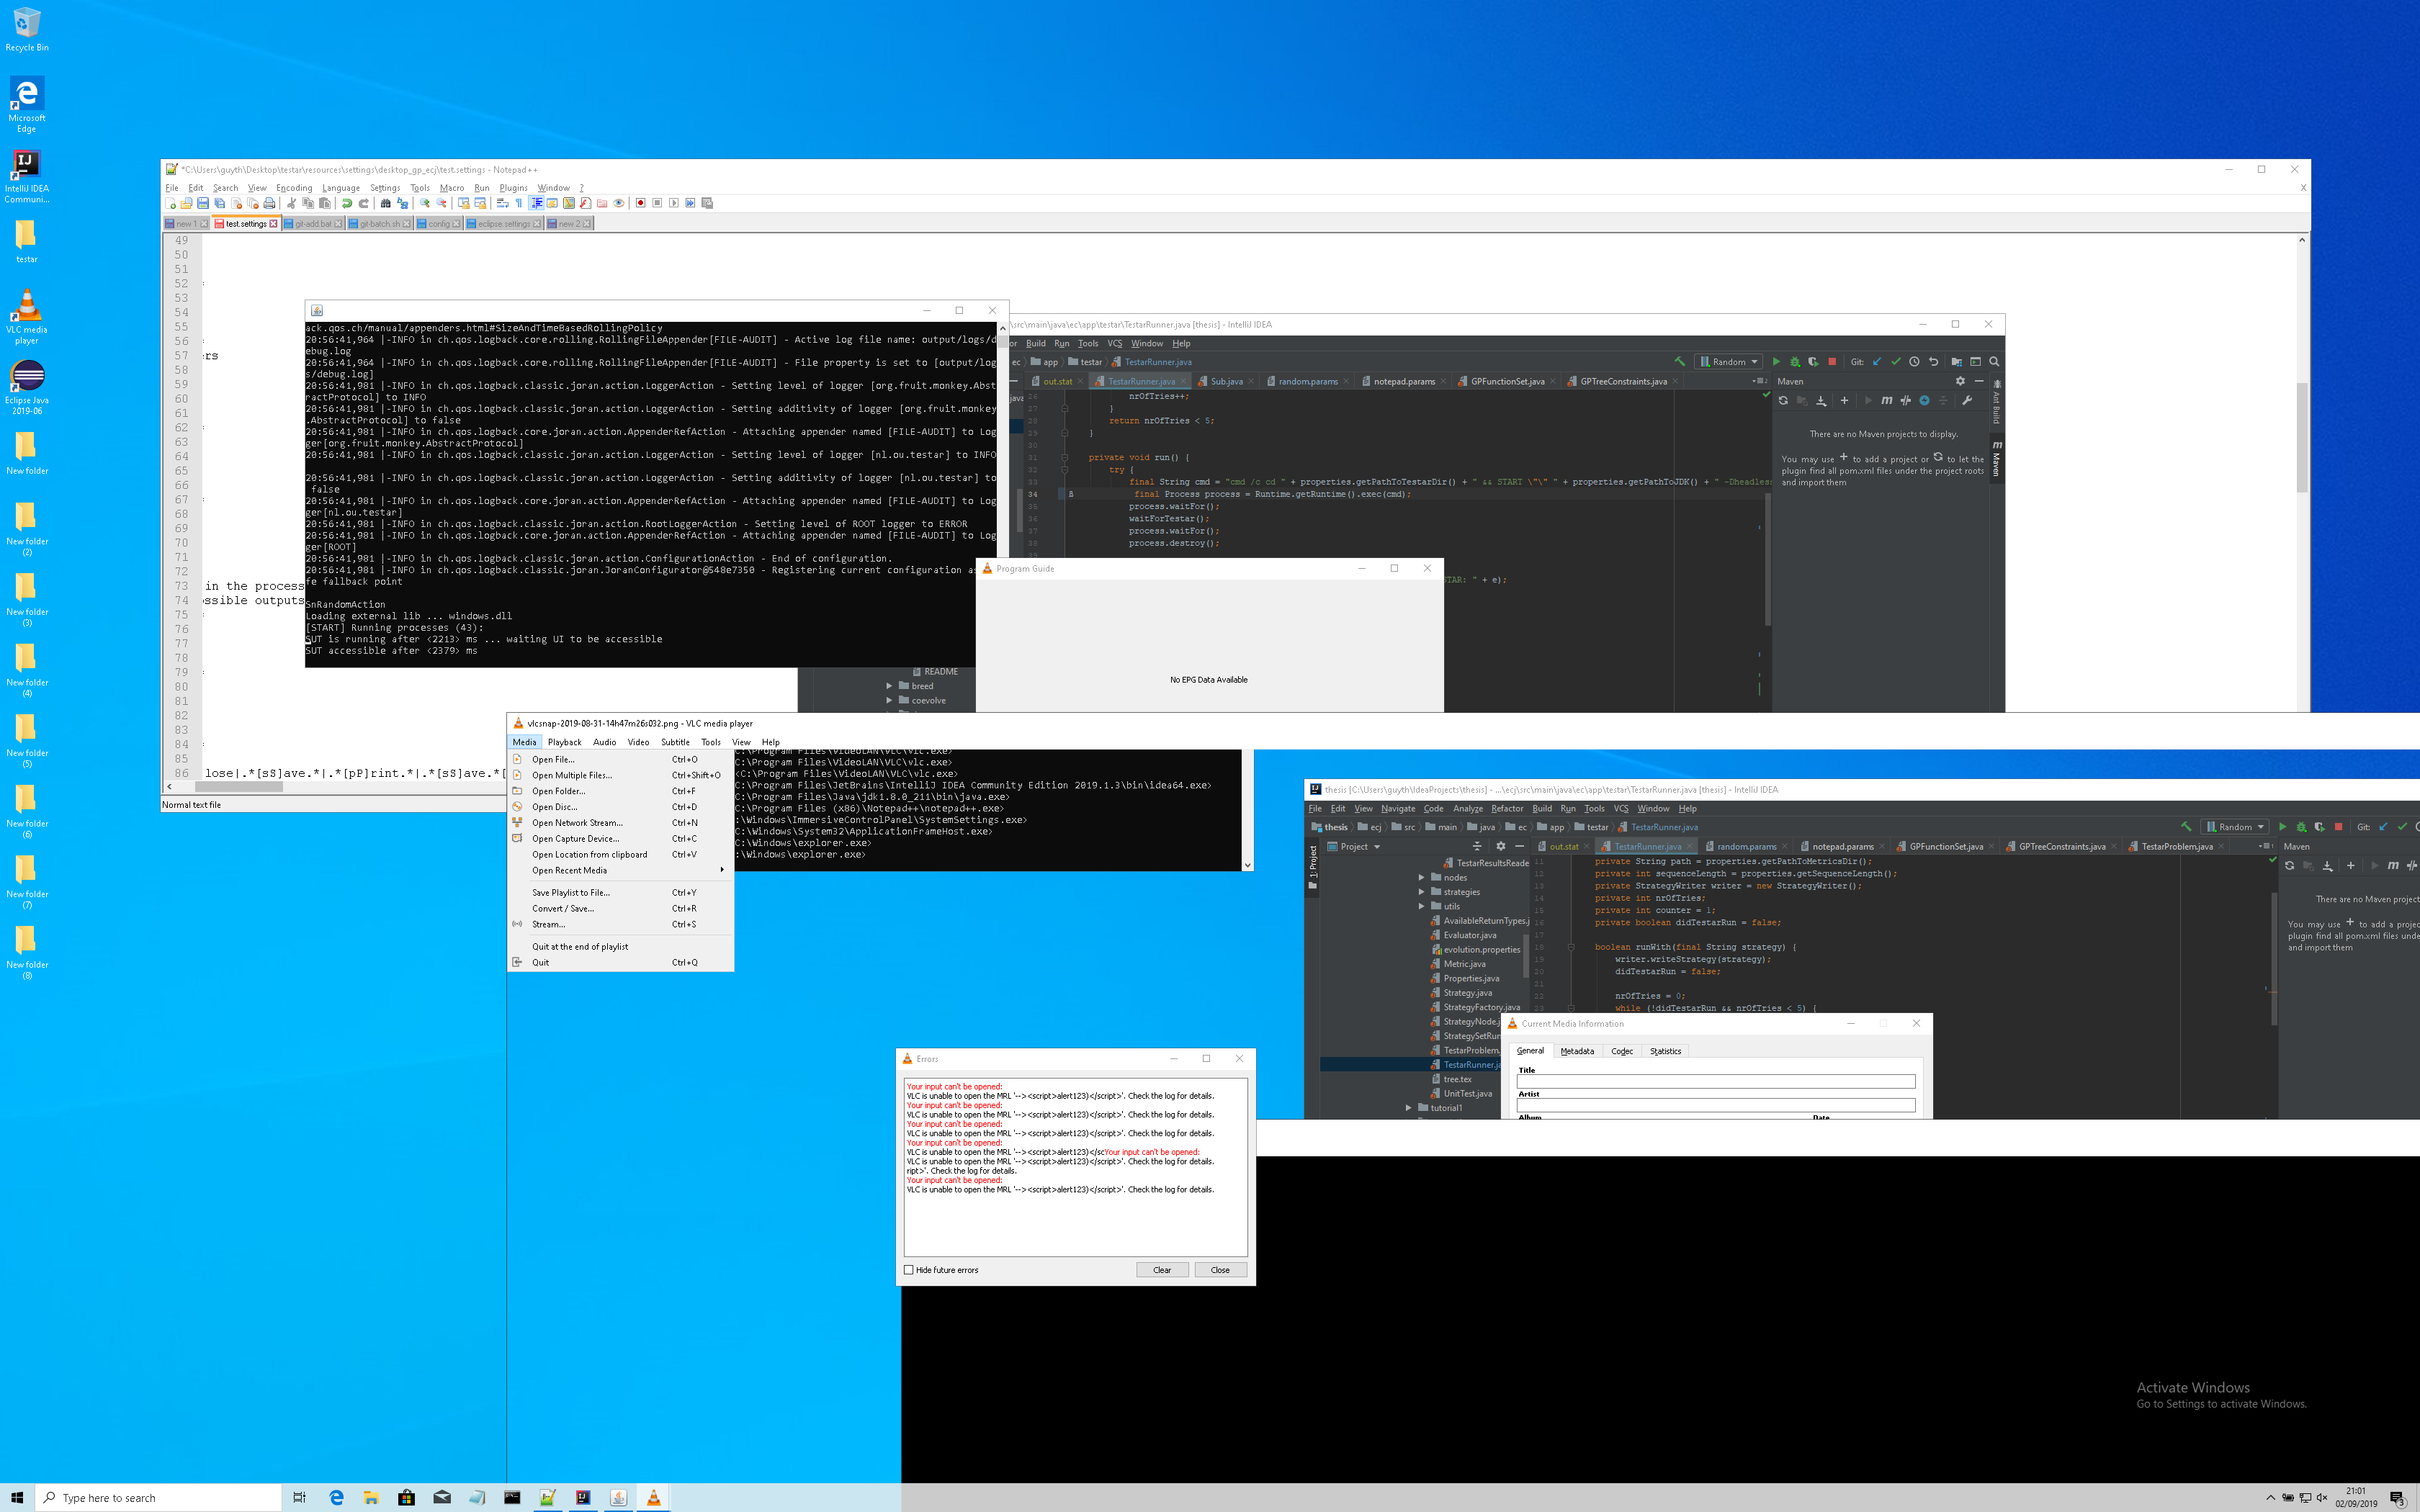 Recycle Bin
Microsoft
Edge
IntelliJ IDEA
Communi...
testar
VLC media
player
Eclipse Java
2019-06
New folder
New folder
(2)
New folder
(3)
New folder
(4)
New folder
(5)
New folder
(6)
New folder
(7)
New folder
(8)
*C:\Users\guyth\Desktop\testar\resources\settings\desktop_gp_ecj\test.settings - Notepad++
File Edit Search View Encoding Language Settings Tools Macro Run Plugins Window ?
X
new 1 test.settings git-add.bat git-batch.sh config eclipse.settings new 2
49
50
51
52
53
54
55
56
57 rs
58
59
60
61
62
63
64
65
66
67
68
69
70
71
72
73 in the process
74 ssible outputs
75
76
77
78
79
80
81
82
83
84
85
86 lose|.*[sS]ave.*|.*[pP]rint.*|.*[sS]ave.*[
Normal text file
ack.qos.ch/manual/appenders.html#SizeAndTimeBasedRollingPolicy
20:56:41,964 |-INFO in ch.qos.logback.core.rolling.RollingFileAppender[FILE-AUDIT] - Active log file name: output/logs/d
ebug.log
20:56:41,964 |-INFO in ch.qos.logback.core.rolling.RollingFileAppender[FILE-AUDIT] - File property is set to [output/log
s/debug.log]
20:56:41,981 |-INFO in ch.qos.logback.classic.joran.action.LoggerAction - Setting level of logger [org.fruit.monkey.Abst
ractProtocol] to INFO
20:56:41,981 |-INFO in ch.qos.logback.classic.joran.action.LoggerAction - Setting additivity of logger [org.fruit.monkey
.AbstractProtocol] to false
20:56:41,981 |-INFO in ch.qos.logback.core.joran.action.AppenderRefAction - Attaching appender named [FILE-AUDIT] to Log
ger[org.fruit.monkey.AbstractProtocol]
20:56:41,981 |-INFO in ch.qos.logback.classic.joran.action.LoggerAction - Setting level of logger [nl.ou.testar] to INFO
20:56:41,981 |-INFO in ch.qos.logback.classic.joran.action.LoggerAction - Setting additivity of logger [nl.ou.testar] to
false
20:56:41,981 |-INFO in ch.qos.logback.core.joran.action.AppenderRefAction - Attaching appender named [FILE-AUDIT] to Log
ger[nl.ou.testar]
20:56:41,981 |-INFO in ch.qos.logback.classic.joran.action.RootLoggerAction - Setting level of ROOT logger to ERROR
20:56:41,981 |-INFO in ch.qos.logback.core.joran.action.AppenderRefAction - Attaching appender named [FILE-AUDIT] to Log
ger[ROOT]
20:56:41,981 |-INFO in ch.qos.logback.classic.joran.action.ConfigurationAction - End of configuration.
20:56:41,981 |-INFO in ch.qos.logback.classic.joran.JoranConfigurator@548e7350 - Registering current configuration as
fe fallback point
SnRandomAction
Loading external lib ... windows.dll
[START] Running processes (43):
SUT is running after <2213> ms ... waiting UI to be accessible
SUT accessible after <2379> ms
\src\main\java\ec\app\testar\TestarRunner.java [thesis] - IntelliJ IDEA
or Build Run Tools VCS Window Help
ec app testar TestarRunner.java
Random Git:
out.stat TestarRunner.java Sub.java random.params notepad.params GPFunctionSet.java GPTreeConstraints.java
java
26 nrOfTries++;
27 }
28 return nrOfTries < 5;
29 }
30
31 private void run() {
32 try {
33 final String cmd = "cmd /c cd " + properties.getPathToTestarDir() + " && START \"\" " + properties.getPathToJDK() + " -Dheadless
34 final Process process = Runtime.getRuntime().exec(cmd);
35 process.waitFor();
36 waitForTestar();
37 process.waitFor();
38 process.destroy();
STAR: " + e);
README
breed
coevolve
Maven
There are no Maven projects to display.
You may use + to add a project or to let the
plugin find all pom.xml files under the project roots
and import them
Ant Build
Maven
Program Guide
No EPG Data Available
vlcsnap-2019-08-31-14h47m26s032.png - VLC media player
Media Playback Audio Video Subtitle Tools View Help
Open File... Ctrl+O
Open Multiple Files... Ctrl+Shift+O
Open Folder... Ctrl+F
Open Disc... Ctrl+D
Open Network Stream... Ctrl+N
Open Capture Device... Ctrl+C
Open Location from clipboard Ctrl+V
Open Recent Media
Save Playlist to File... Ctrl+Y
Convert / Save... Ctrl+R
Stream... Ctrl+S
Quit at the end of playlist
Quit Ctrl+Q
C:\Program Files\VideoLAN\VLC\vlc.exe>
C:\Program Files\VideoLAN\VLC\vlc.exe>
<C:\Program Files\VideoLAN\VLC\vlc.exe>
C:\Program Files\JetBrains\IntelliJ IDEA Community Edition 2019.1.3\bin\idea64.exe>
C:\Program Files\Java\jdk1.8.0_211\bin\java.exe>
C:\Program Files (x86)\Notepad++\notepad++.exe>
:\Windows\ImmersiveControlPanel\SystemSettings.exe>
C:\Windows\System32\ApplicationFrameHost.exe>
C:\Windows\explorer.exe>
:\Windows\explorer.exe>
thesis [C:\Users\guyth\IdeaProjects\thesis] - ...\ecj\src\main\java\ec\app\testar\TestarRunner.java [thesis] - IntelliJ IDEA
File Edit View Navigate Code Analyze Refactor Build Run Tools VCS Window Help
thesis ecj src main java ec app testar TestarRunner.java
Random Git:
1: Project
Project
out.stat TestarRunner.java random.params notepad.params GPFunctionSet.java GPTreeConstraints.java TestarProblem.java
TestarResultsReade
nodes
strategies
utils
AvailableReturnTypes.j
Evaluator.java
evolution.properties
Metric.java
Properties.java
Strategy.java
StrategyFactory.java
StrategyNode.j
StrategySetRun
TestarProblem.
TestarRunner.ja
tree.tex
UnitTest.java
tutorial1
11 private String path = properties.getPathToMetricsDir();
12 private int sequenceLength = properties.getSequenceLength();
13 private StrategyWriter writer = new StrategyWriter();
14 private int nrOfTries;
15 private int counter = 1;
16 private boolean didTestarRun = false;
17
18 boolean runWith(final String strategy) {
19 writer.writeStrategy(strategy);
20 didTestarRun = false;
21
22 nrOfTries = 0;
23 while (!didTestarRun && nrOfTries < 5) {
Maven
There are no Maven project
You may use + to add a projec
plugin find all pom.xml files unde
and import them
Current Media Information
General Metadata Codec Statistics
Title
Artist
Album Date
Errors
Your input can't be opened:
VLC is unable to open the MRL '--><script>alert123)</script>'. Check the log for details.
Your input can't be opened:
VLC is unable to open the MRL '--><script>alert123)</script>'. Check the log for details.
Your input can't be opened:
VLC is unable to open the MRL '--><script>alert123)</script>'. Check the log for details.
Your input can't be opened:
VLC is unable to open the MRL '--><script>alert123)</scYour input can't be opened:
VLC is unable to open the MRL '--><script>alert123)</script>'. Check the log for details.
ript>'. Check the log for details.
Your input can't be opened:
VLC is unable to open the MRL '--><script>alert123)</script>'. Check the log for details.
Hide future errors
Clear Close
Activate Windows
Go to Settings to activate Windows.
Type here to search
21:01
02/09/2019
3